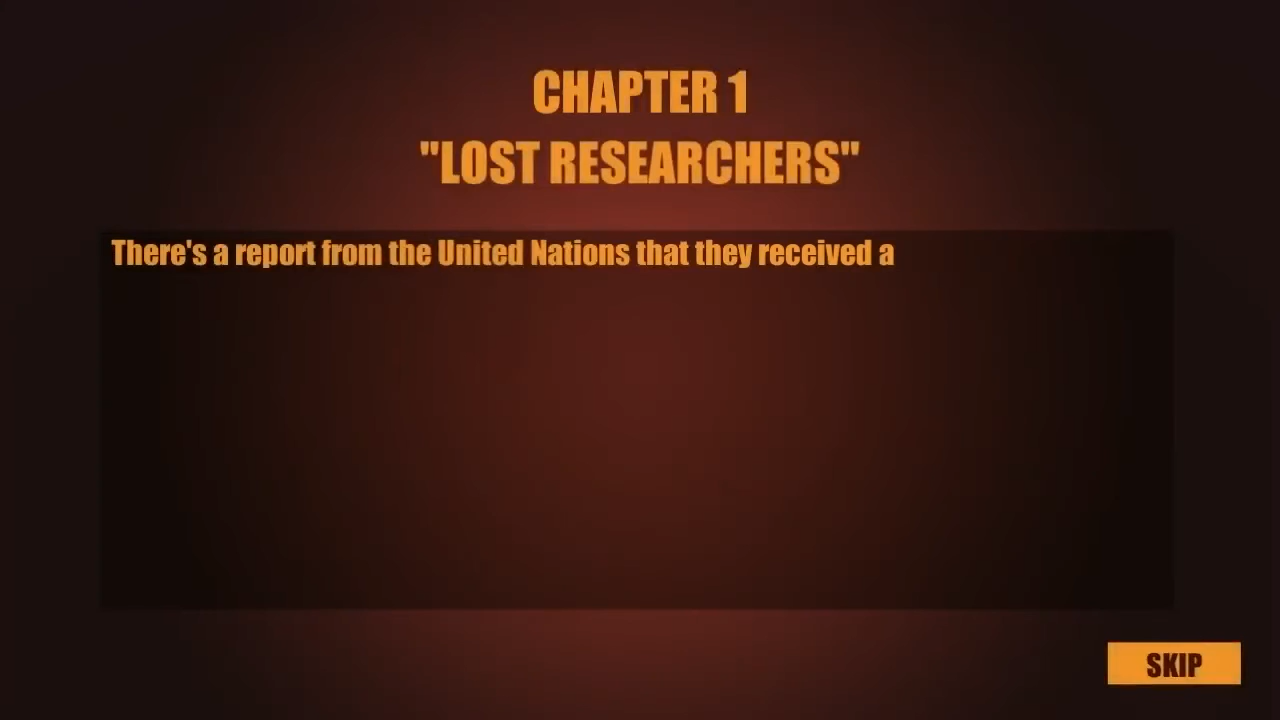 CHAPTER 1
"LOST RESEARCHERS"
There's a report from the United Nations that they received a
SKIP